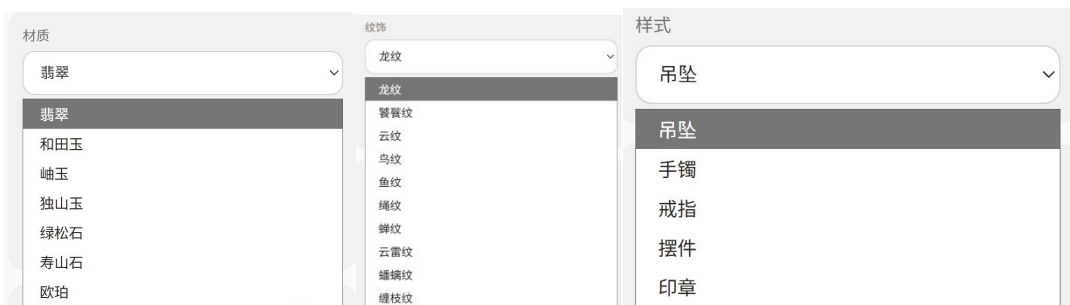 材质
翡翠
翡翠
和田玉
岫玉
独山玉
绿松石
寿山石
欧珀
纹饰
龙纹
龙纹
饕餮纹
云纹
鸟纹
鱼纹
绳纹
蝉纹
云雷纹
蟠螭纹
缠枝纹
样式
吊坠
吊坠
手镯
戒指
摆件
印章